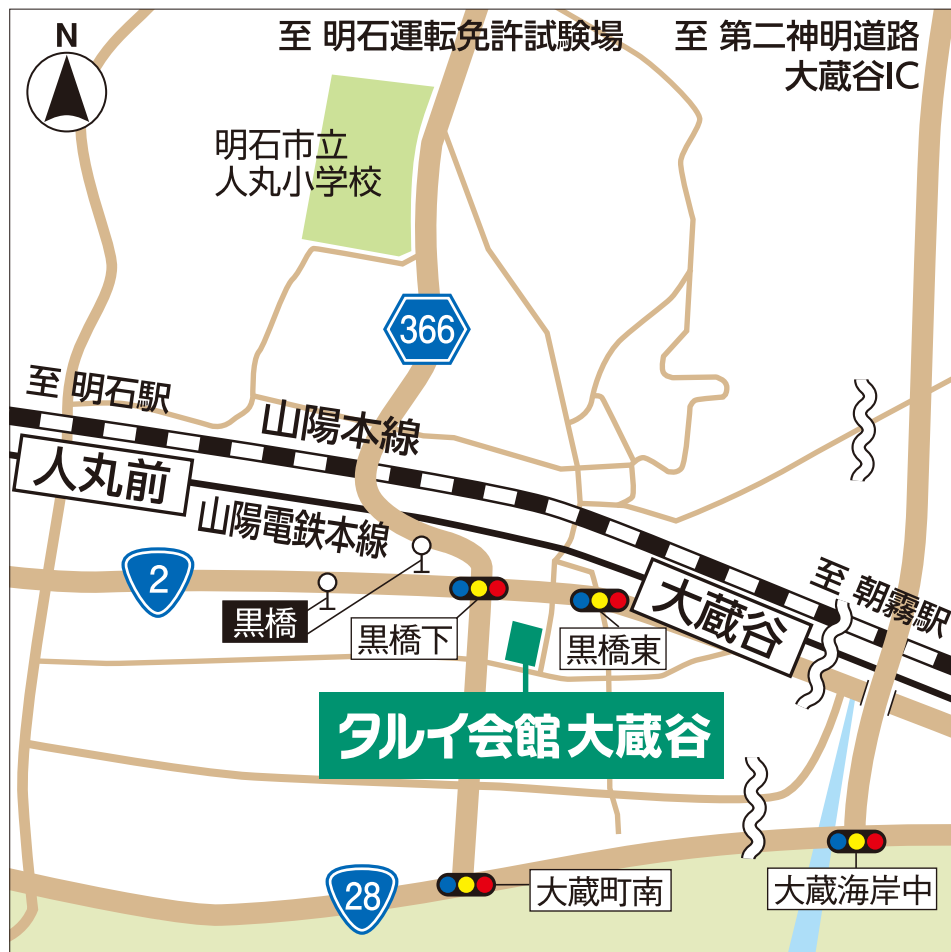 N
至 明石運転免許試験場
至 第二神明道路
大蔵谷IC
明石市立
人丸小学校
366
至 明石駅
山陽本線
人丸前
山陽電鉄本線
2
黒橋
黒橋下
黒橋東
大蔵谷
至 朝霧駅
タルイ会館 大蔵谷
28
大蔵町南
大蔵海岸中